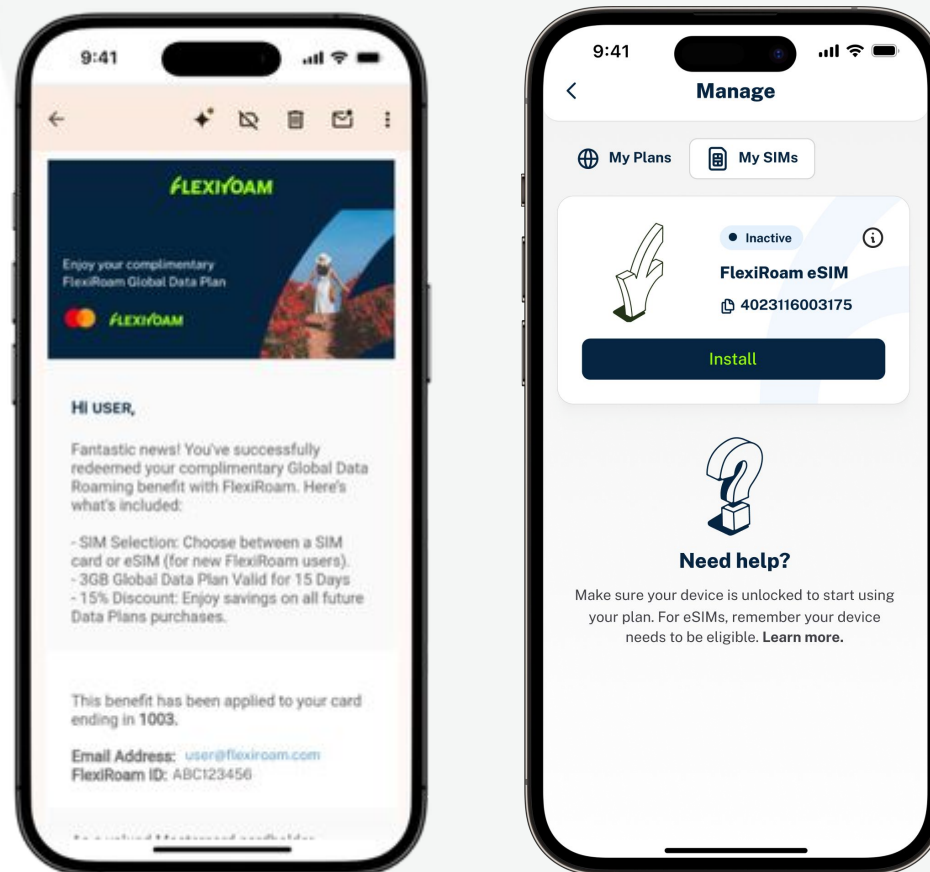 9:41
FLEXIROAM
Enjoy your complimentary
FlexiRoam Global Data Plan
FLEXIROAM
Hi USER,
Fantastic news! You've successfully
redeemed your complimentary Global Data
Roaming benefit with FlexiRoam. Here's
what's included:
- SIM Selection: Choose between a SIM
card or eSIM (for new FlexiRoam users).
- 3GB Global Data Plan Valid for 15 Days
- 15% Discount: Enjoy savings on all future
Data Plans purchases.
This benefit has been applied to your card
ending in 1003.
Email Address: user@flexiroam.com
FlexiRoam ID: ABC123456
As a valued Mastercard cardholder
9:41
Manage
My Plans
My SIMs
Inactive
FlexiRoam eSIM
4023116003175
Install
Need help?
Make sure your device is unlocked to start using
your plan. For eSIMs, remember your device
needs to be eligible. Learn more.